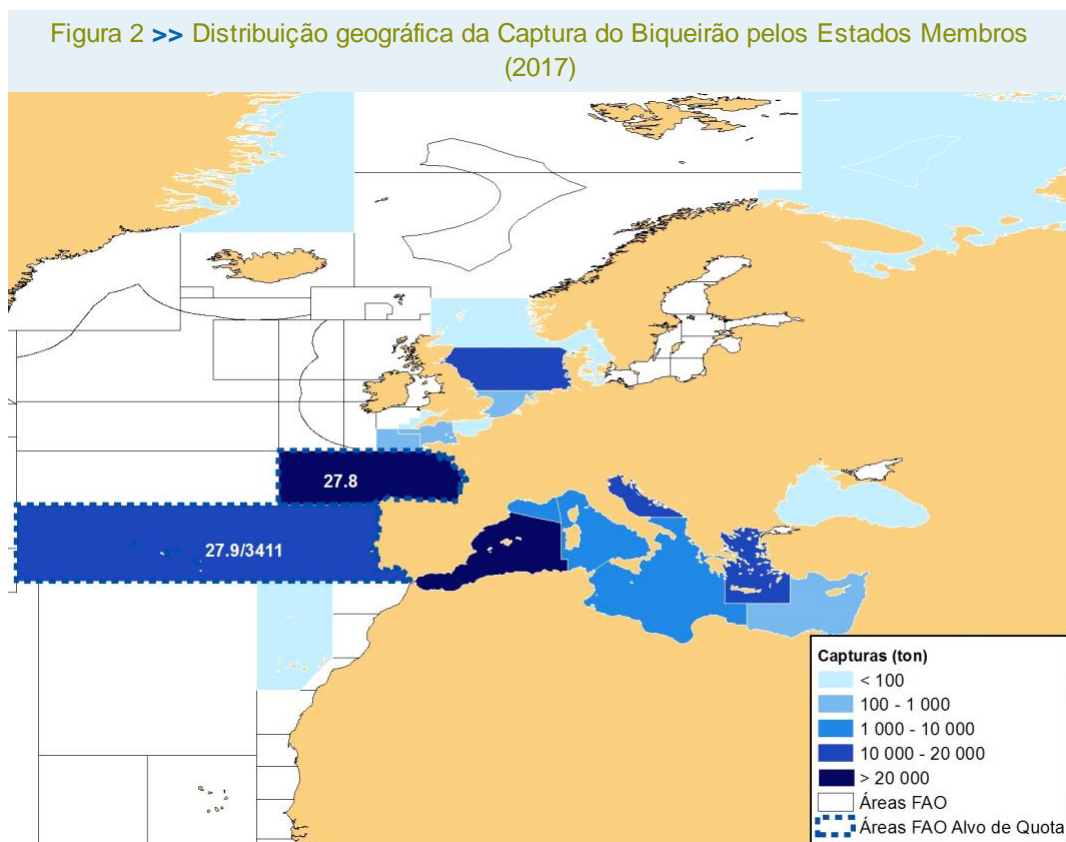 Figura 2 >> Distribuição geográfica da Captura do Biqueirão pelos Estados Membros
(2017)
27.8
27.9/3411
Capturas (ton)
< 100
100 - 1 000
1 000 - 10 000
10 000 - 20 000
> 20 000
Áreas FAO
Áreas FAO Alvo de Quota